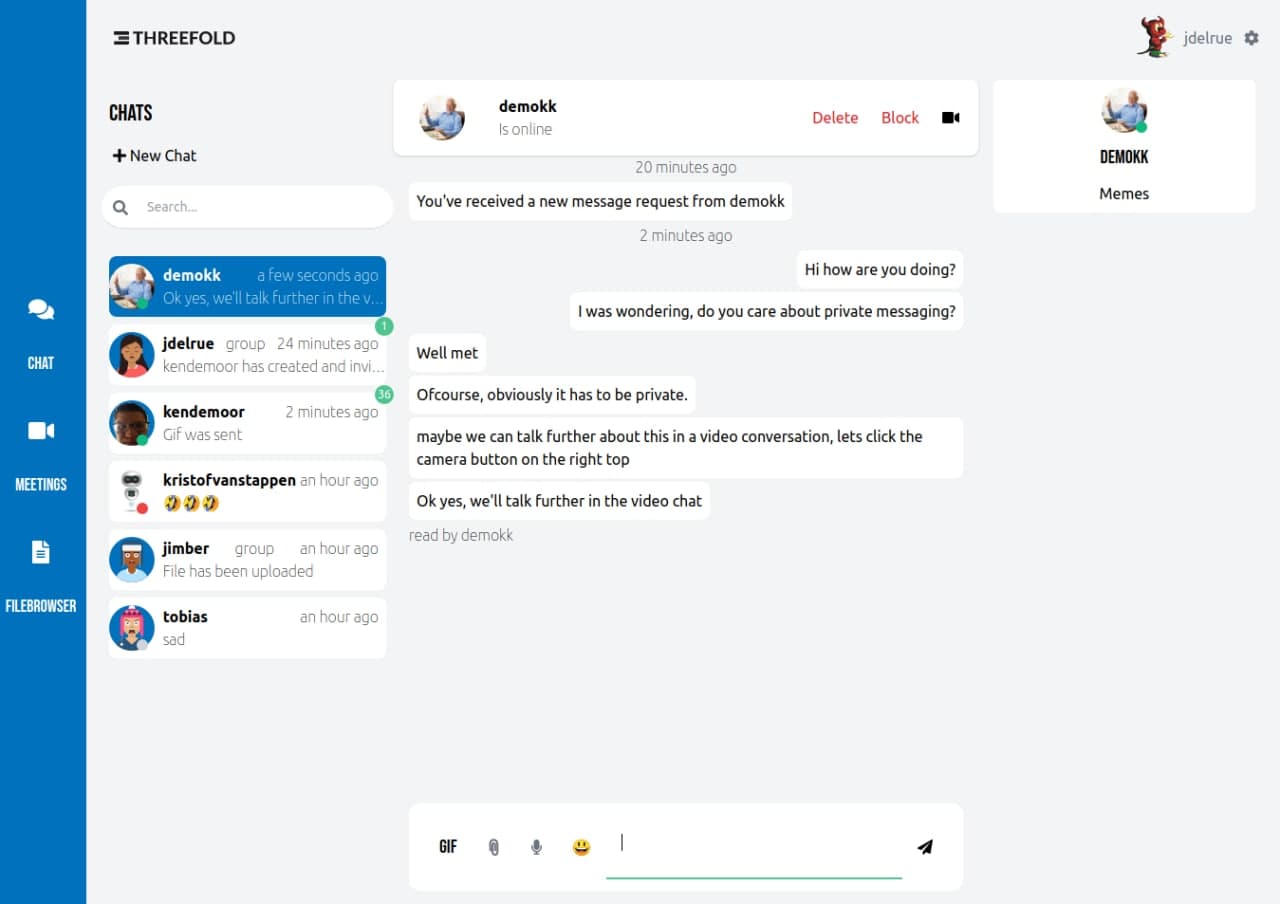 THREEFOLD
jdelrue
CHAT
MEETINGS
FILEBROWSER
CHATS
New Chat
Search...
demokk a few seconds ago
Ok yes, we'll talk further in the v...
1
jdelrue group 24 minutes ago
kendemoor has created and invi...
36
kendemoor 2 minutes ago
Gif was sent
kristofvanstappen an hour ago
🤣🤣🤣
jimber group an hour ago
File has been uploaded
tobias an hour ago
sad
demokk
Is online
Delete Block
20 minutes ago
You've received a new message request from demokk
2 minutes ago
Hi how are you doing?
I was wondering, do you care about private messaging?
Well met
Ofcourse, obviously it has to be private.
maybe we can talk further about this in a video conversation, lets click the
camera button on the right top
Ok yes, we'll talk further in the video chat
read by demokk
GIF
DEMOKK
Memes